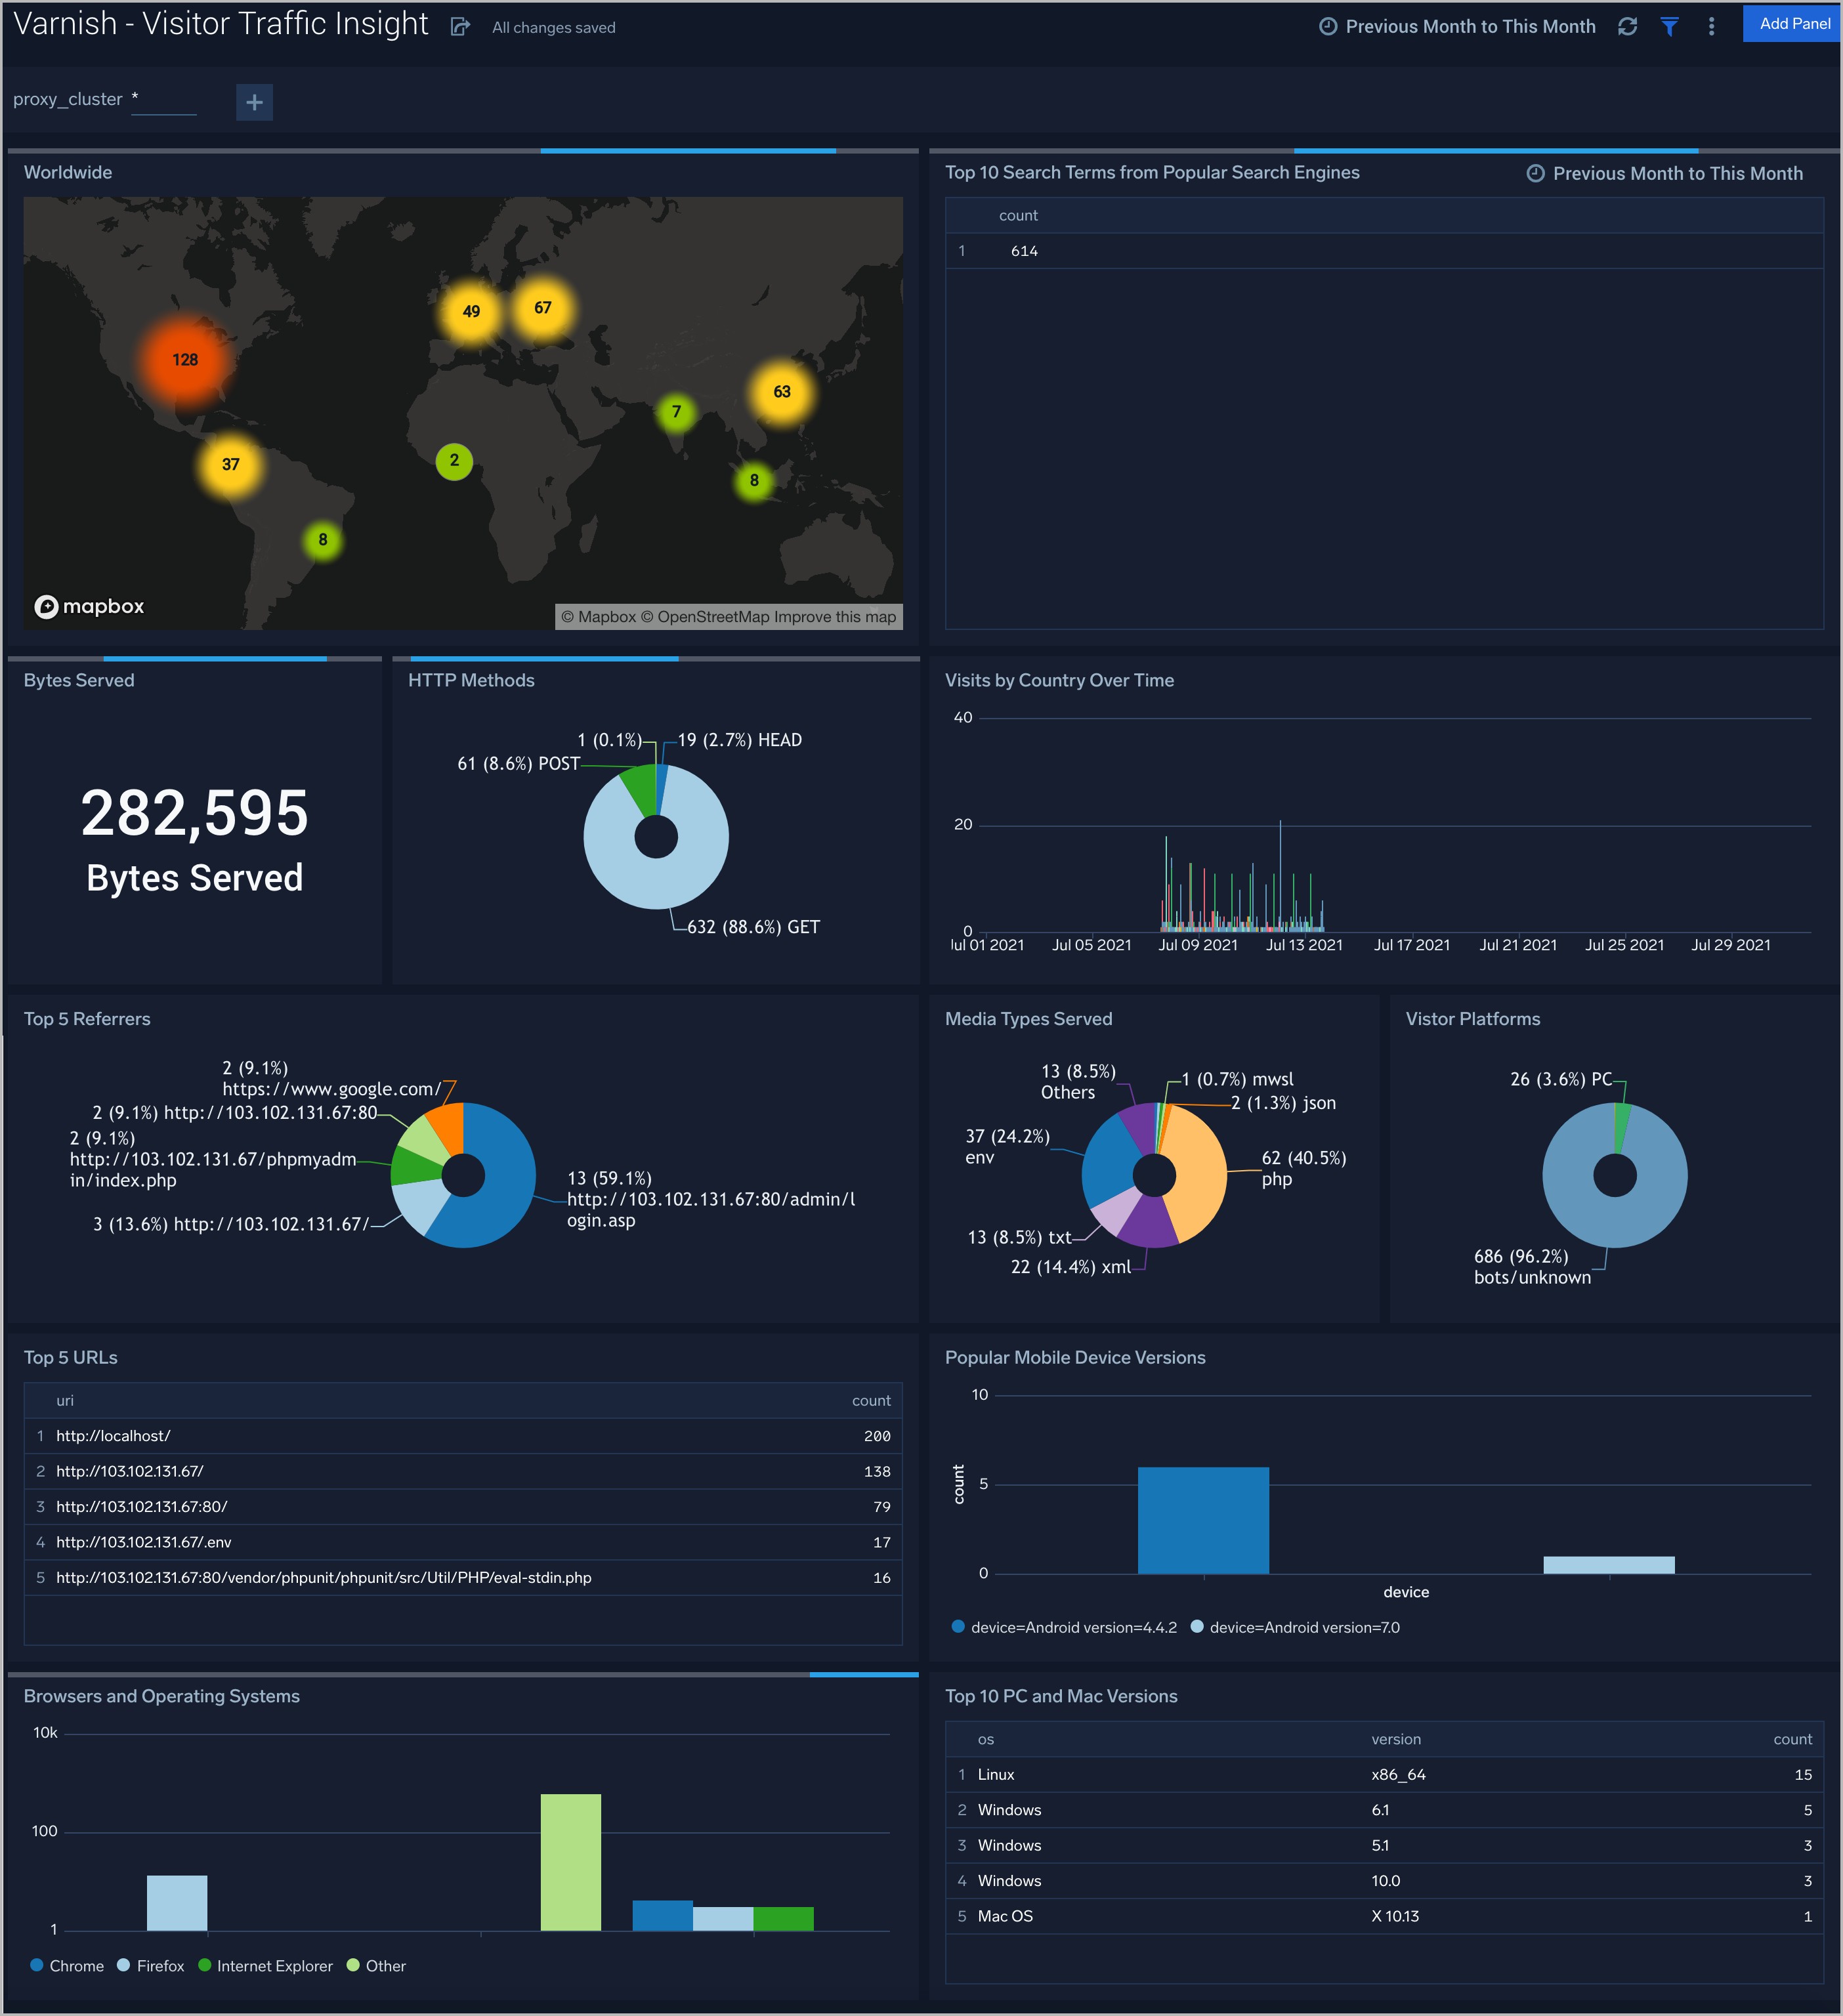 Varnish - Visitor Traffic Insight
All changes saved
Previous Month to This Month
Add Panel
proxy_cluster *
+
Worldwide
49
67
128
63
7
37
2
8
8
mapbox
© Mapbox © OpenStreetMap Improve this map
Top 10 Search Terms from Popular Search Engines
Previous Month to This Month
count
1 614
Bytes Served
282,595
Bytes Served
HTTP Methods
1 (0.1%)
19 (2.7%) HEAD
61 (8.6%) POST
632 (88.6%) GET
Visits by Country Over Time
40
20
0
Jul 01 2021 Jul 05 2021 Jul 09 2021 Jul 13 2021 Jul 17 2021 Jul 21 2021 Jul 25 2021 Jul 29 2021
Top 5 Referrers
2 (9.1%)
https://www.google.com/
2 (9.1%) http://103.102.131.67:80
2 (9.1%)
http://103.102.131.67/phpmyadm
in/index.php
3 (13.6%) http://103.102.131.67/
13 (59.1%)
http://103.102.131.67:80/admin/l
ogin.asp
Media Types Served
13 (8.5%)
Others
1 (0.7%) mwsl
2 (1.3%) json
37 (24.2%)
env
62 (40.5%)
php
13 (8.5%) txt
22 (14.4%) xml
Vistor Platforms
26 (3.6%) PC
686 (96.2%)
bots/unknown
Top 5 URLs
uri count
1 http://localhost/ 200
2 http://103.102.131.67/ 138
3 http://103.102.131.67:80/ 79
4 http://103.102.131.67/.env 17
5 http://103.102.131.67:80/vendor/phpunit/phpunit/src/Util/PHP/eval-stdin.php 16
Popular Mobile Device Versions
10
5
0
count
device
device=Android version=4.4.2 device=Android version=7.0
Browsers and Operating Systems
10k
100
1
Chrome Firefox Internet Explorer Other
Top 10 PC and Mac Versions
os version count
1 Linux x86_64 15
2 Windows 6.1 5
3 Windows 5.1 3
4 Windows 10.0 3
5 Mac OS X 10.13 1